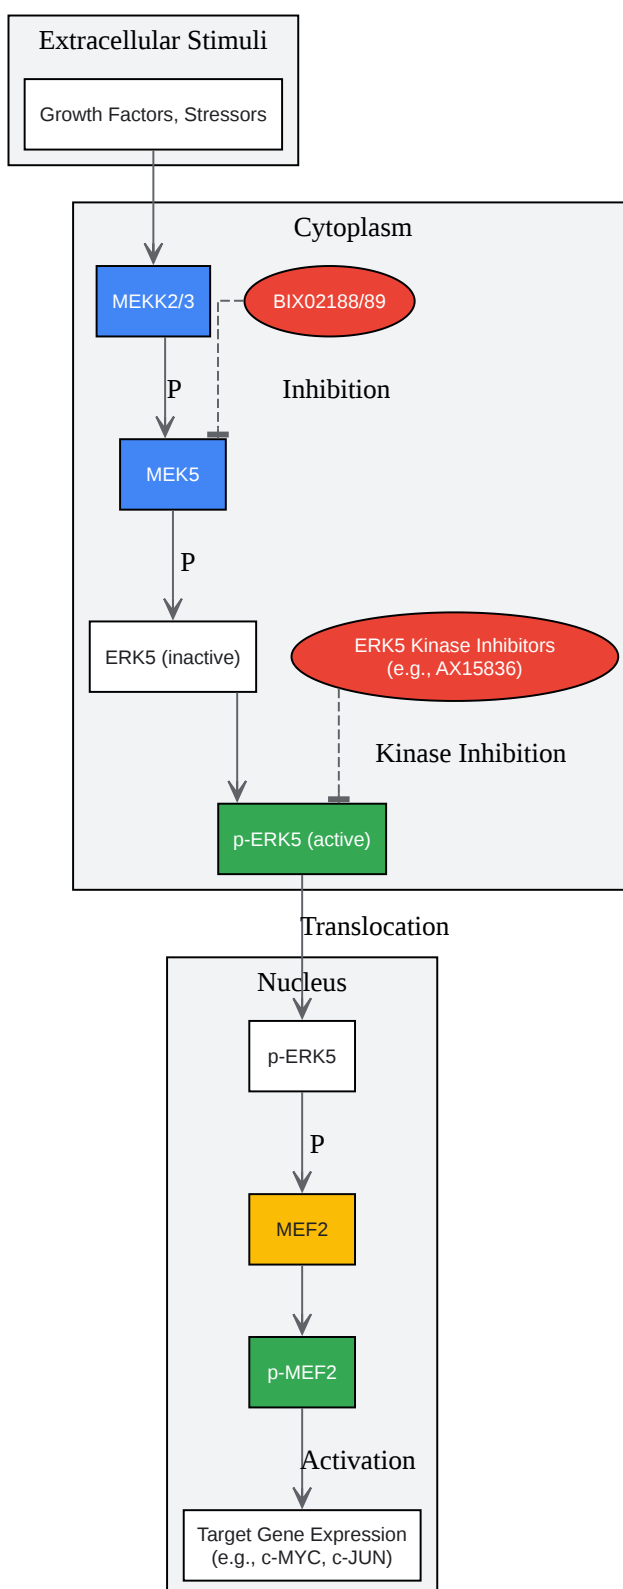 Extracellular Stimuli
Growth Factors, Stressors
Cytoplasm
MEKK2/3
BIX02188/89
P
Inhibition
MEK5
P
ERK5 (inactive)
ERK5 Kinase Inhibitors
(e.g., AX15836)
Kinase Inhibition
p-ERK5 (active)
Translocation
Nucleus
p-ERK5
P
MEF2
p-MEF2
Activation
Target Gene Expression
(e.g., c-MYC, c-JUN)